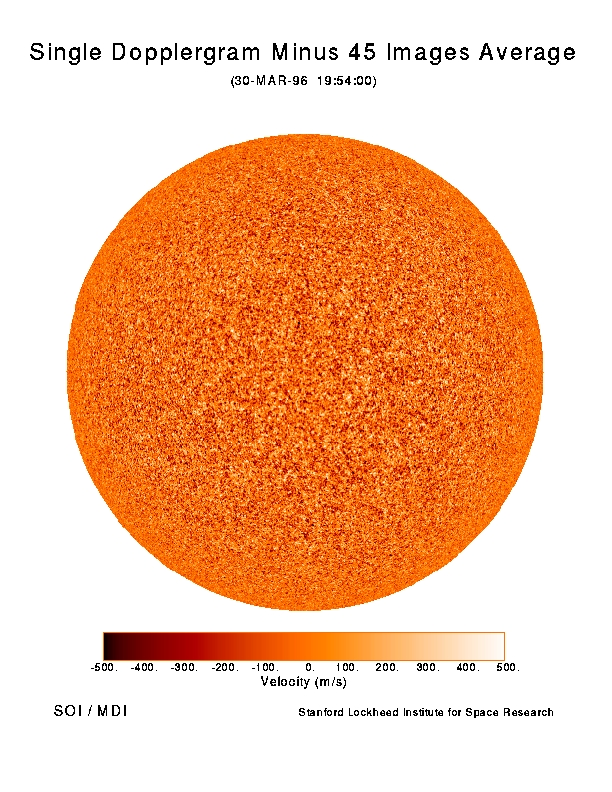 Single Dopplergram Minus 45 Images Average
(30-MAR-96 19:54:00)
-500. -400. -300. -200. -100. 0. 100. 200. 300. 400. 500.
Velocity (m/s)
SOI / MDI Stanford Lockheed Institute for Space Research